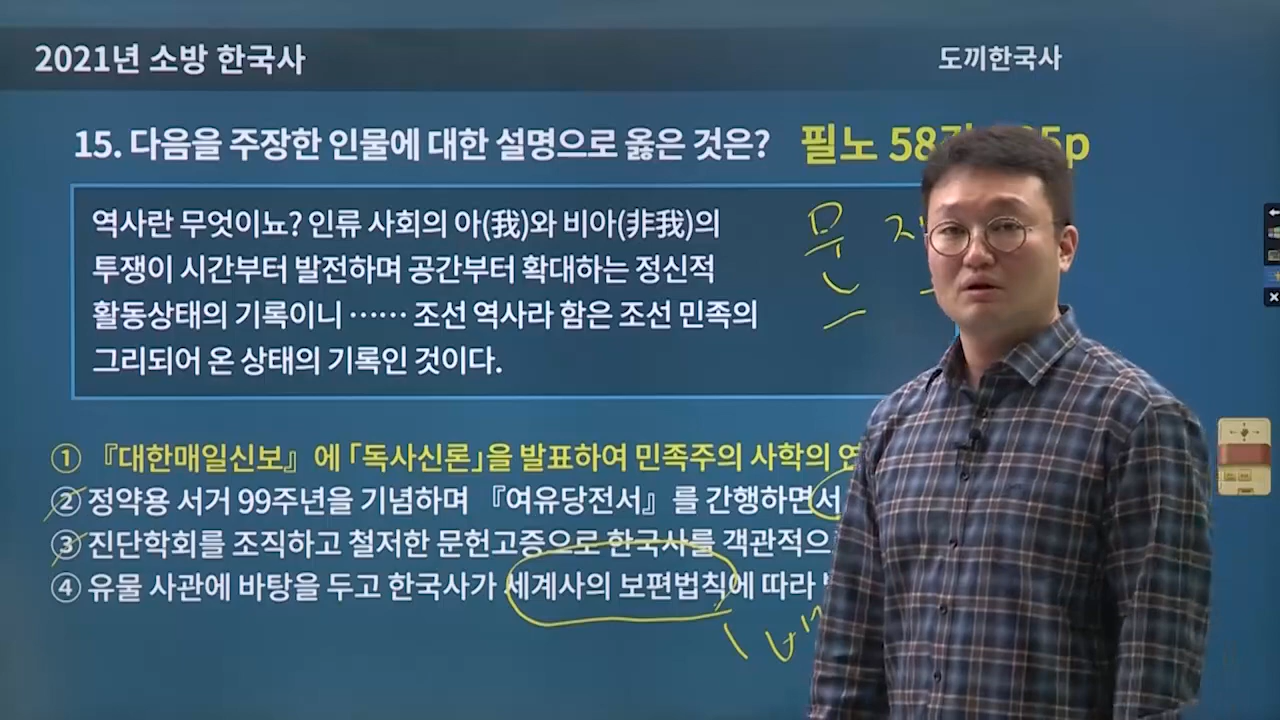 2021년 소방 한국사
도끼한국사
15. 다음을 주장한 인물에 대한 설명으로 옳은 것은?
필노
역사란 무엇이뇨? 인류 사회의 아(我)와 비아(非我)의
투쟁이 시간부터 발전하며 공간부터 확대하는 정신적
활동상태의 기록이니 …… 조선 역사라 함은 조선 민족의
그리되어 온 상태의 기록인 것이다.
① 『대한매일신보』에 「독사신론」을 발표하여 민족주의 사학의
② 정약용 서거 99주년을 기념하며 『여유당전서』를 간행하면서
③ 진단학회를 조직하고 철저한 문헌고증으로 한국사를 객관적으
④ 유물 사관에 바탕을 두고 한국사가 세계사의 보편법칙에 따라